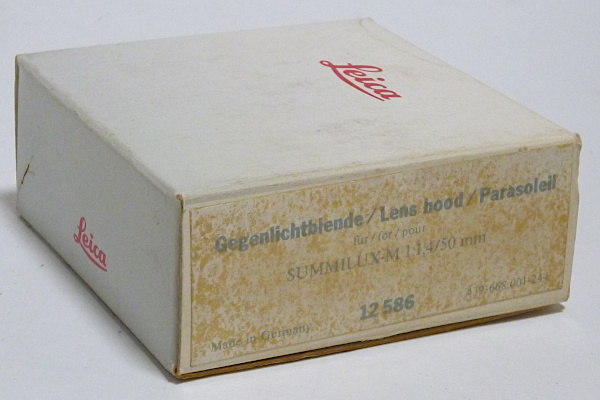 Leica
Leica
Gegenlichtblende/Lens hood/Parasoleil
für/for/pour
SUMMILUX-M 1:1,4/50 mm
12 586
Made in Germany